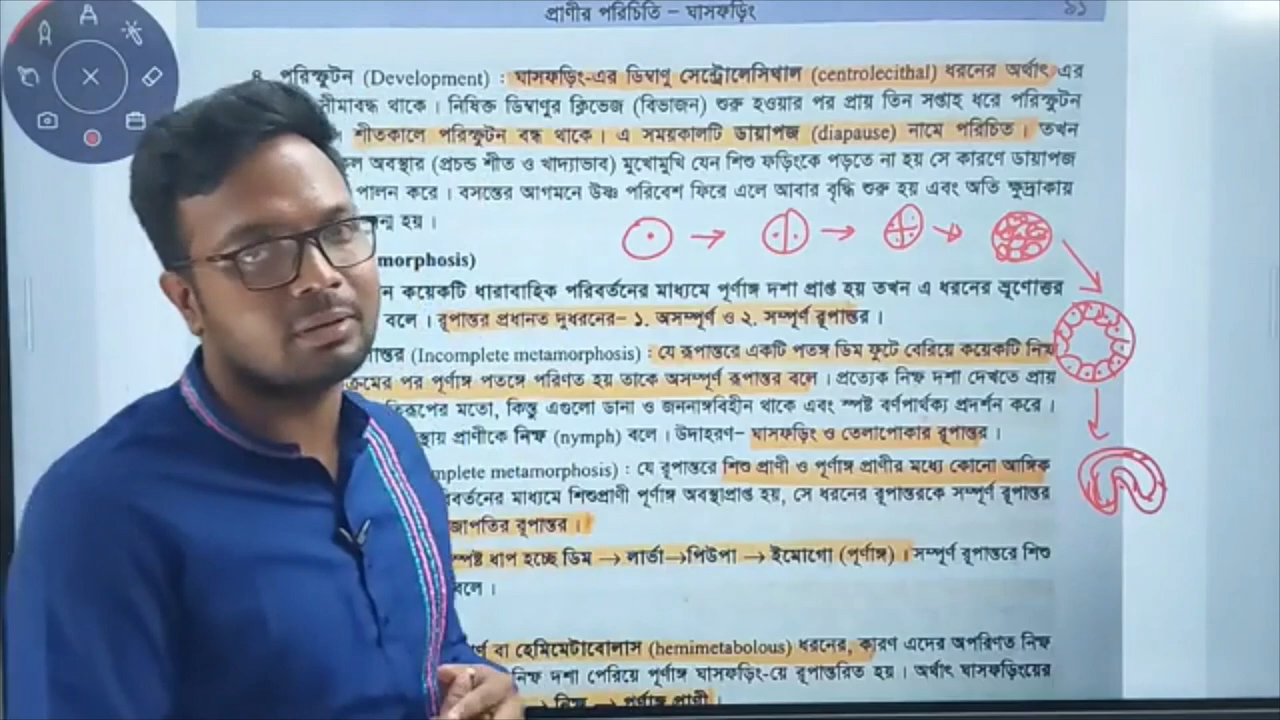 প্রাণীর পরিচিতি – ঘাসফড়িং ৯১
৪. পরিস্ফুটন (Development) : ঘাসফড়িং-এর ডিম্বাণু সেন্ট্রোলেসিথাল (centrolecithal) ধরনের অর্থাৎ এর
সীমাবদ্ধ থাকে। নিষিক্ত ডিম্বাণুর ক্লিভেজ (বিভাজন) শুরু হওয়ার পর প্রায় তিন সপ্তাহ ধরে পরিস্ফুটন
শীতকালে পরিস্ফুটন বন্ধ থাকে। এ সময়কালটি ডায়াপজ (diapause) নামে পরিচিত। তখন
অবস্থার (প্রচন্ড শীত ও খাদ্যাভাব) মুখোমুখি যেন শিশু ফড়িংকে পড়তে না হয় সে কারণে ডায়াপজ
পালন করে। বসন্তের আগমনে উষ্ণ পরিবেশ ফিরে এলে আবার বৃদ্ধি শুরু হয় এবং অতি ক্ষুদ্রাকায়
হয়।
morphosis)
ন কয়েকটি ধারাবাহিক পরিবর্তনের মাধ্যমে পূর্ণাঙ্গ দশা প্রাপ্ত হয় তখন এ ধরনের ভ্রূণোত্তর
বলে। রূপান্তর প্রধানত দুধরনের– ১. অসম্পূর্ণ ও ২. সম্পূর্ণ রূপান্তর।
পান্তর (Incomplete metamorphosis) : যে রূপান্তরে একটি পতঙ্গ ডিম ফুটে বেরিয়ে কয়েকটি নিম্ফ
ক্রমের পর পূর্ণাঙ্গ পতঙ্গে পরিণত হয় তাকে অসম্পূর্ণ রূপান্তর বলে। প্রত্যেক নিম্ফ দশা দেখতে প্রায়
তিরূপের মতো, কিন্তু এগুলো ডানা ও জননাঙ্গবিহীন থাকে এবং স্পষ্ট বর্ণপার্থক্য প্রদর্শন করে।
স্থায় প্রাণীকে নিম্ফ (nymph) বলে। উদাহরণ– ঘাসফড়িং ও তেলাপোকার রূপান্তর।
mplete metamorphosis) : যে রূপান্তরে শিশু প্রাণী ও পূর্ণাঙ্গ প্রাণীর মধ্যে কোনো আঙ্গিক
বর্তনের মাধ্যমে শিশুপ্রাণী পূর্ণাঙ্গ অবস্থাপ্রাপ্ত হয়, সে ধরনের রূপান্তরকে সম্পূর্ণ রূপান্তর
জাপতির রূপান্তর।
স্পষ্ট ধাপ হচ্ছে ডিম → লার্ভা→পিউপা → ইমোগো (পূর্ণাঙ্গ)। সম্পূর্ণ রূপান্তরে শিশু
বলে।
পূর্ণ বা হেমিমেটাবোলাস (hemimetabolous) ধরনের, কারণ এদের অপরিণত নিম্ফ
নিম্ফ দশা পেরিয়ে পূর্ণাঙ্গ ঘাসফড়িং-য়ে রূপান্তরিত হয়। অর্থাৎ ঘাসফড়িংয়ের
→ নিম্ফ → পূর্ণাঙ্গ প্রাণী।